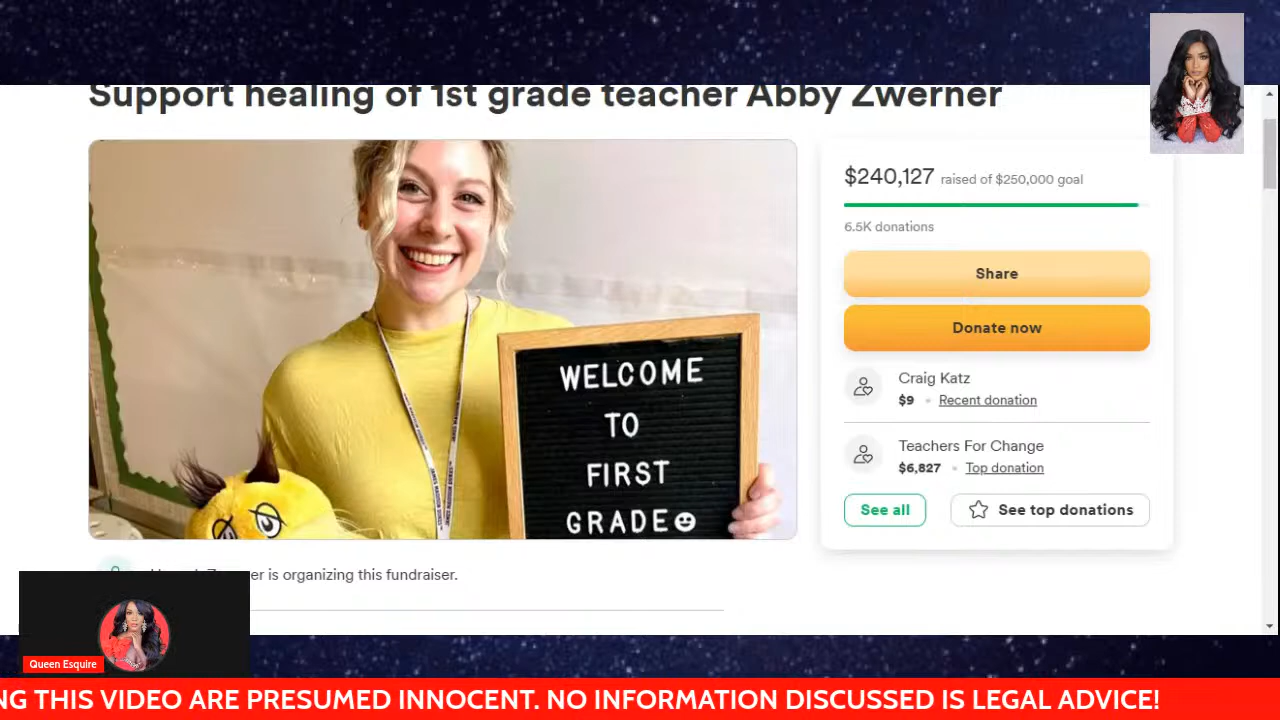 Support healing of 1st grade teacher Abby Zwerner
WELCOME
TO
FIRST
GRADE
$240,127 raised of $250,000 goal
6.5K donations
Share
Donate now
Craig Katz
$9 • Recent donation
Teachers For Change
$6,827 • Top donation
See all
See top donations
er is organizing this fundraiser.
Queen Esquire
NG THIS VIDEO ARE PRESUMED INNOCENT. NO INFORMATION DISCUSSED IS LEGAL ADVICE!